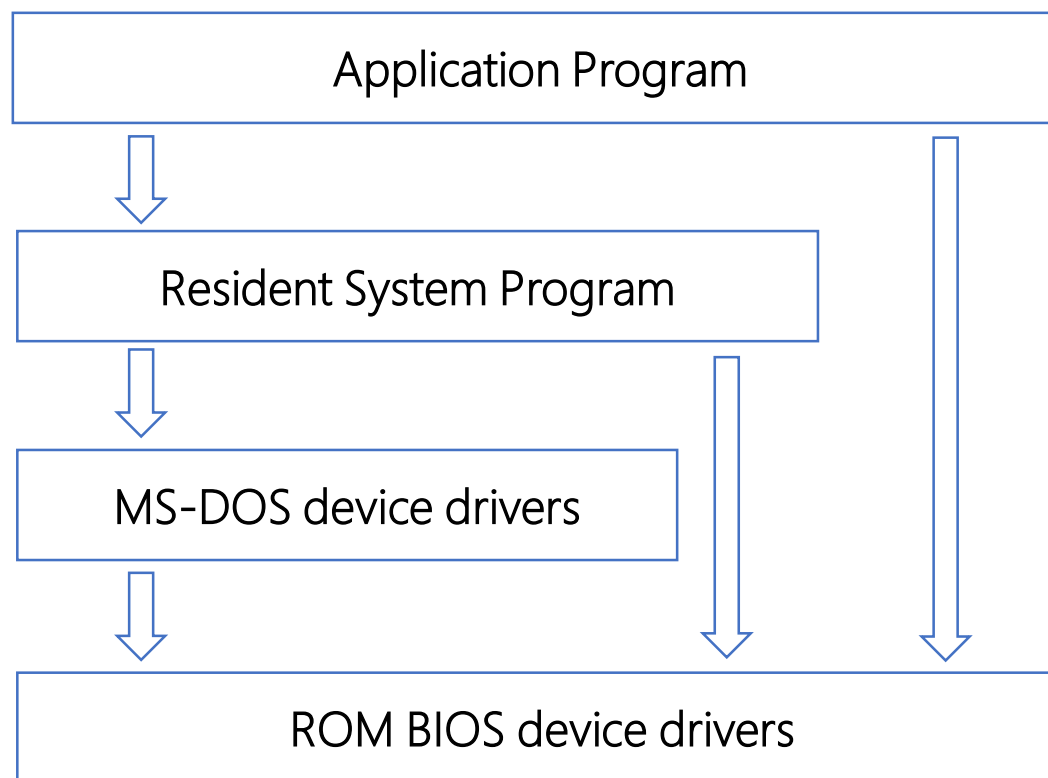 Application Program
Resident System Program
MS-DOS device drivers
ROM BIOS device drivers